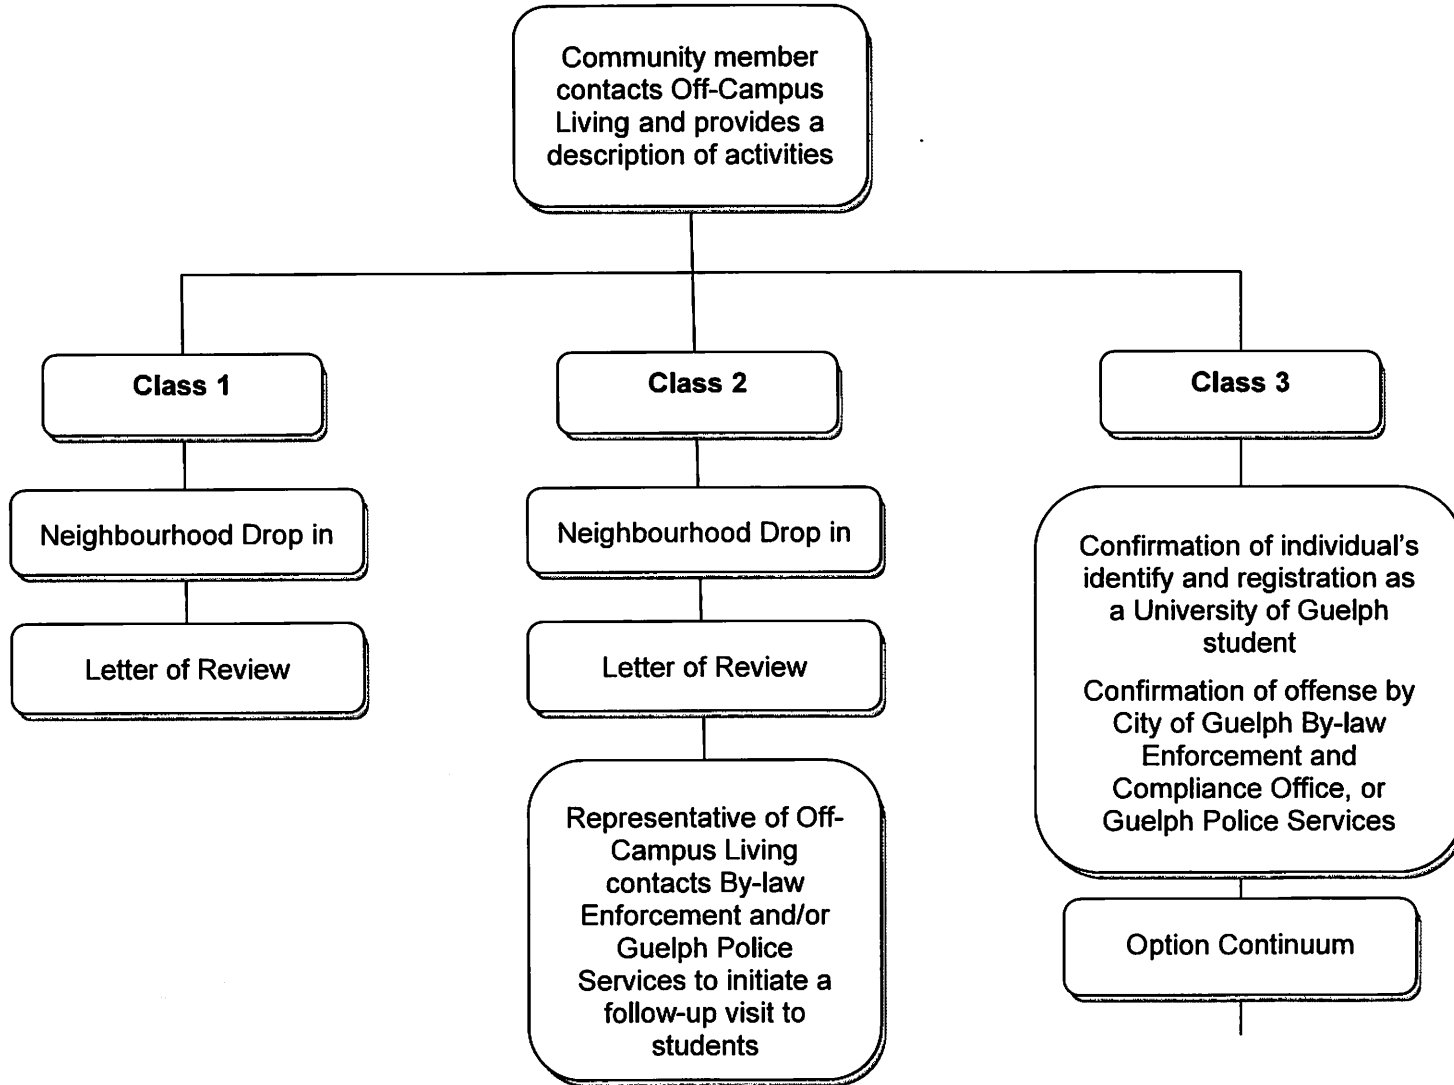 Community member
contacts Off-Campus
Living and provides a
description of activities
Class 1
Neighbourhood Drop in
Letter of Review
Class 2
Neighbourhood Drop in
Letter of Review
Representative of Off-
Campus Living
contacts By-law
Enforcement and/or
Guelph Police
Services to initiate a
follow-up visit to
students
Class 3
Confirmation of individual's
identify and registration as
a University of Guelph
student
Confirmation of offense by
City of Guelph By-law
Enforcement and
Compliance Office, or
Guelph Police Services
Option Continuum